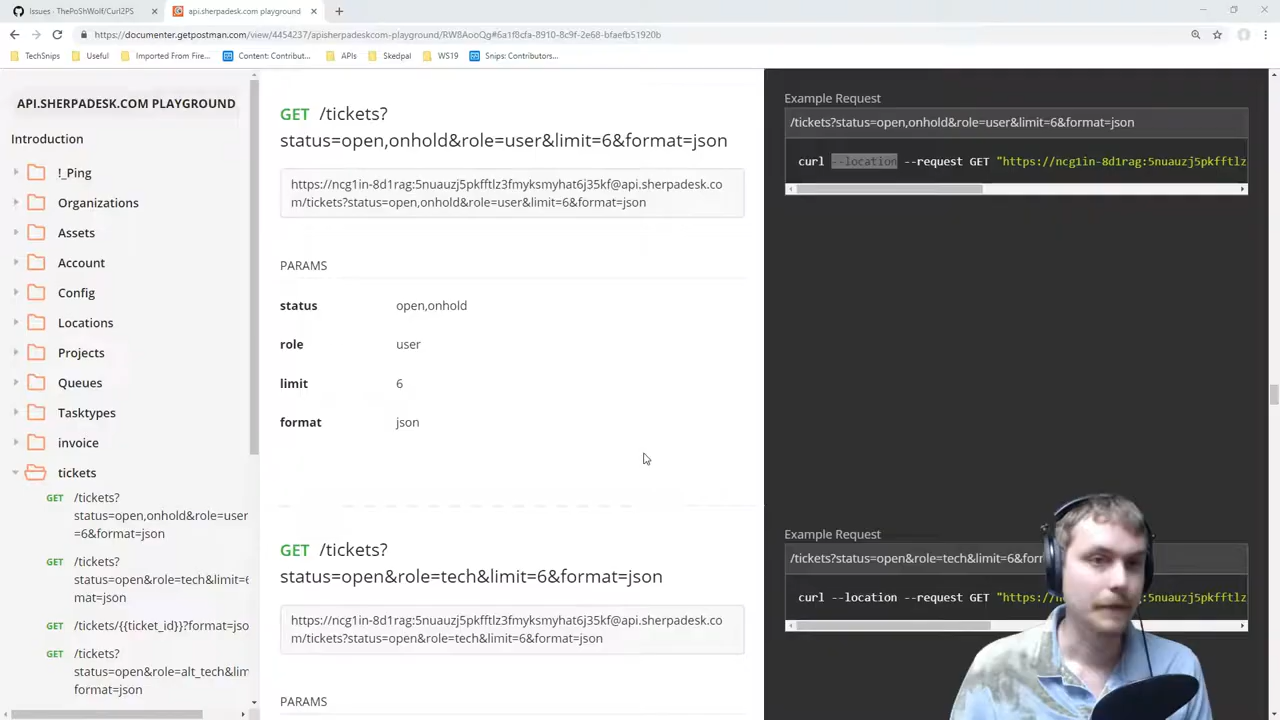 Issues · ThePoShWolf/Curl2PS
api.sherpadesk.com playground
https://documenter.getpostman.com/view/4454237/apisherpadeskcom-playground/RW8AooQg#6a1f8cfa-8910-8c9f-2e68-bfaefb51920b
TechSnips
Useful
Imported From Fire...
Content: Contribut...
APIs
Skedpal
WS19
Snips: Contributors...
API.SHERPADESK.COM PLAYGROUND
Introduction
!_Ping
Organizations
Assets
Account
Config
Locations
Projects
Queues
Tasktypes
invoice
tickets
GET /tickets?
status=open,onhold&role=user
=6&format=json
GET /tickets?
status=open&role=tech&limit=6
mat=json
GET /tickets/{{ticket_id}}?format=jso
GET /tickets?
status=open&role=alt_tech&lim
format=json
GET /tickets?
status=open,onhold&role=user&limit=6&format=json
https://ncg1in-8d1rag:5nuauzj5pkfftlz3fmyksmyhat6j35kf@api.sherpadesk.co
m/tickets?status=open,onhold&role=user&limit=6&format=json
PARAMS
status open,onhold
role user
limit 6
format json
GET /tickets?
status=open&role=tech&limit=6&format=json
https://ncg1in-8d1rag:5nuauzj5pkfftlz3fmyksmyhat6j35kf@api.sherpadesk.co
m/tickets?status=open&role=tech&limit=6&format=json
PARAMS
Example Request
/tickets?status=open,onhold&role=user&limit=6&format=json
curl --location --request GET "https://ncg1in-8d1rag:5nuauzj5pkfftlz
Example Request
/tickets?status=open&role=tech&limit=6&form
curl --location --request GET "https://n :5nuauzj5pkfftlz